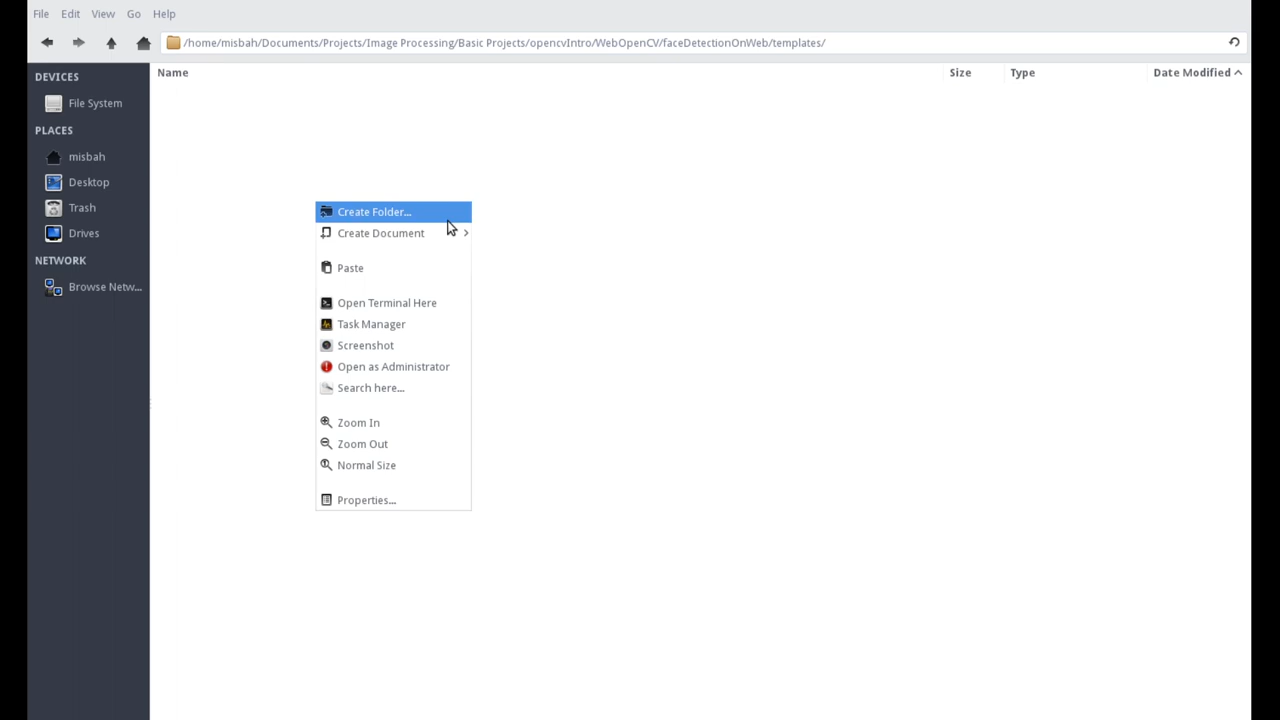 File Edit View Go Help
/home/misbah/Documents/Projects/Image Processing/Basic Projects/opencvIntro/WebOpenCV/faceDetectionOnWeb/templates/
DEVICES
File System
PLACES
misbah
Desktop
Trash
Drives
NETWORK
Browse Netw...
Name Size Type Date Modified
Create Folder...
Create Document
Paste
Open Terminal Here
Task Manager
Screenshot
Open as Administrator
Search here...
Zoom In
Zoom Out
Normal Size
Properties...